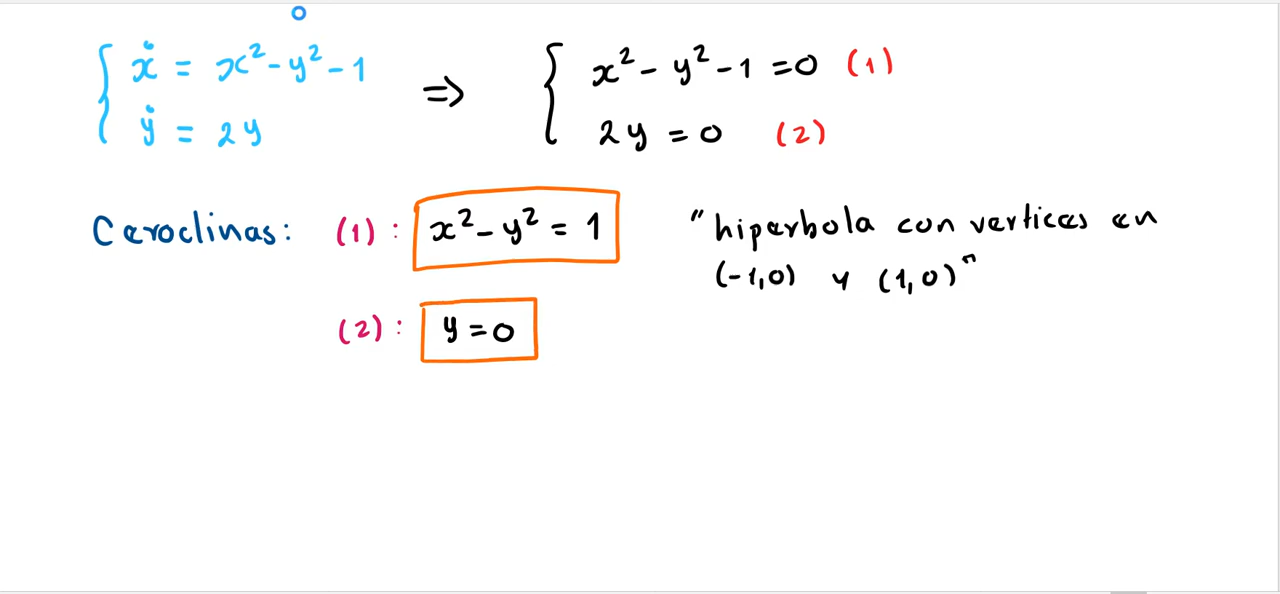 ẋ = x² - y² - 1 ⇒ x² - y² - 1 = 0 (1)
ẏ = 2y 2y = 0 (2)
Ceroclinas: (1): x² - y² = 1 "hiperbola con vertices en
(-1,0) y (1,0)"
(2): y = 0